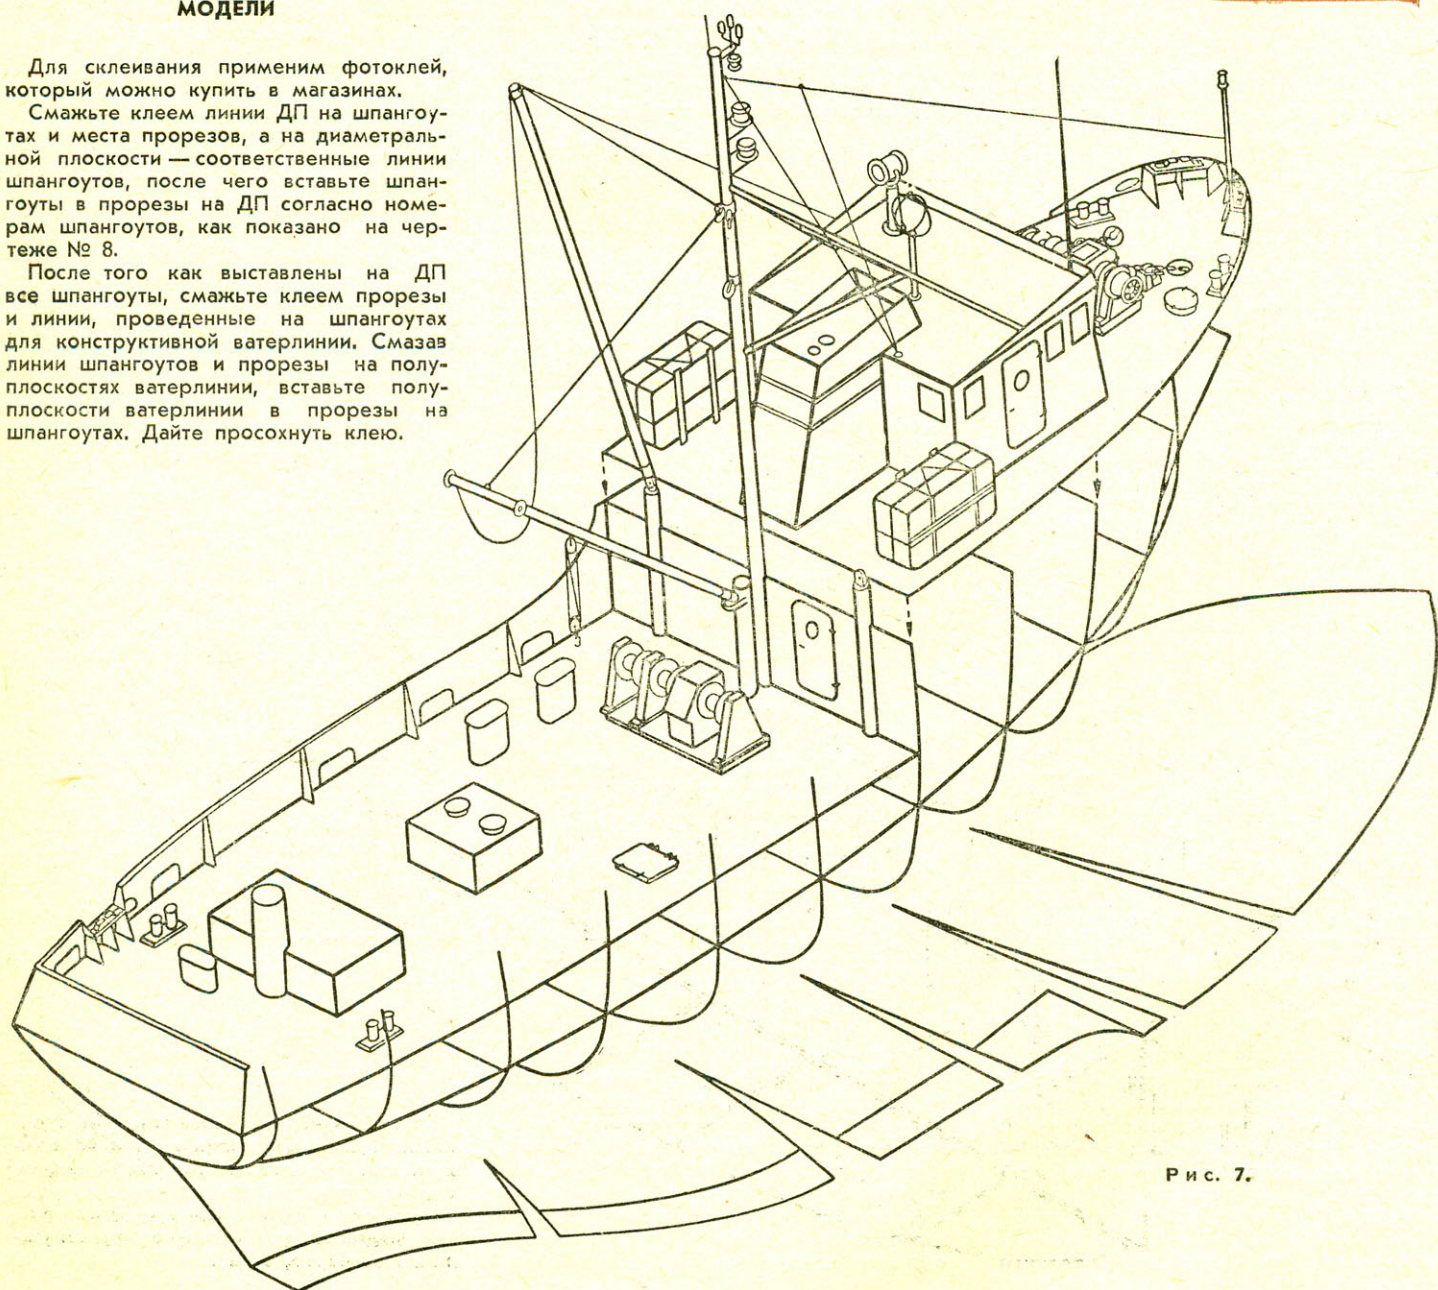 МОДЕЛИ
Для склеивания применим фотоклей,
который можно купить в магазинах.
Смажьте клеем линии ДП на шпангоу-
тах и места прорезов, а на диаметраль-
ной плоскости — соответственные линии
шпангоутов, после чего вставьте шпан-
гоуты в прорезы на ДП согласно номе-
рам шпангоутов, как показано на чер-
теже № 8.
После того как выставлены на ДП
все шпангоуты, смажьте клеем прорезы
и линии, проведенные на шпангоутах
для конструктивной ватерлинии. Смазав
линии шпангоутов и прорезы на полу-
плоскостях ватерлинии, вставьте полу-
плоскости ватерлинии в прорезы на
шпангоутах. Дайте просохнуть клею.
Рис. 7.